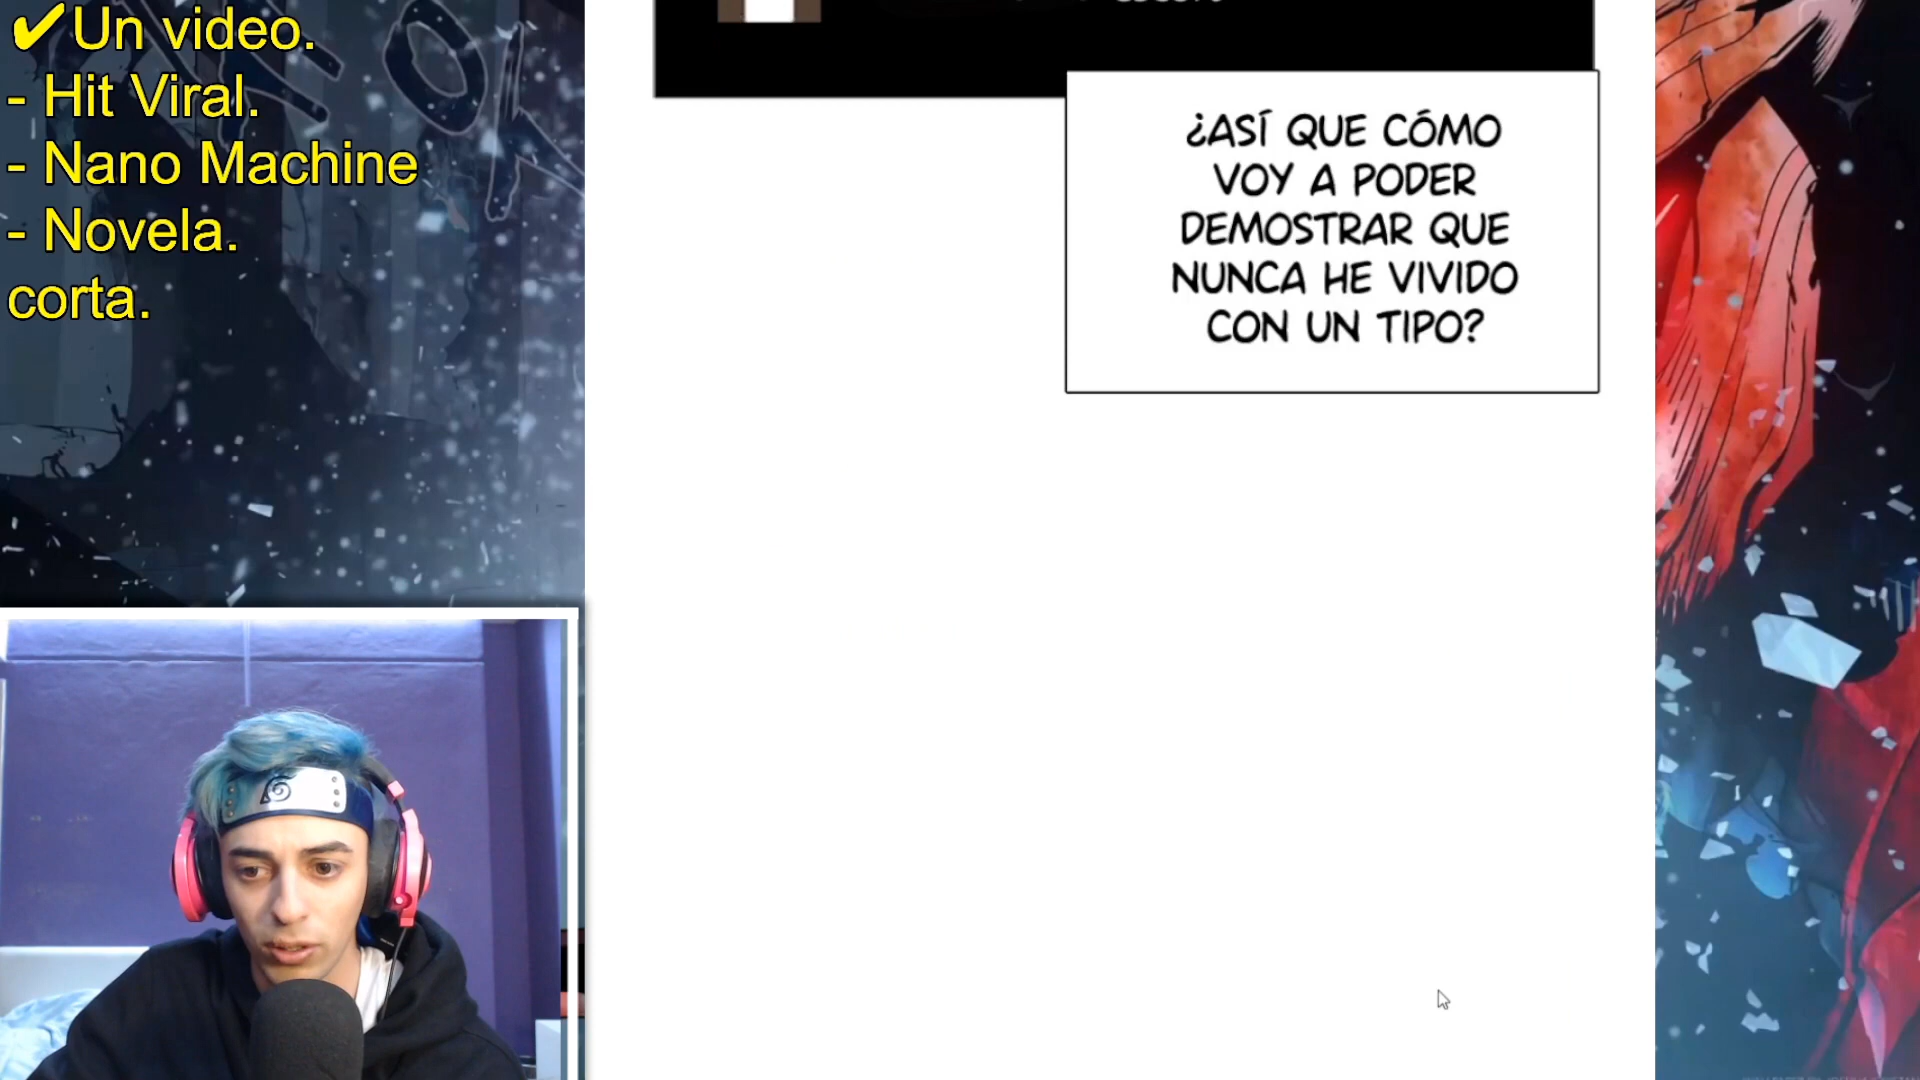 ✔Un video.
- Hit Viral.
- Nano Machine
- Novela.
corta.
¿ASÍ QUE CÓMO
VOY A PODER
DEMOSTRAR QUE
NUNCA HE VIVIDO
CON UN TIPO?